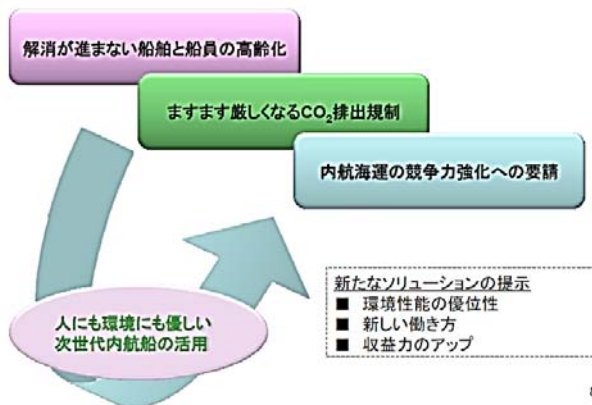 解消が進まない船舶と船員の高齢化
ますます厳しくなるCO₂排出規制
内航海運の競争力強化への要請
新たなソリューションの提示
■ 環境性能の優位性
■ 新しい働き方
■ 収益力のアップ
人にも環境にも優しい
次世代内航船の活用